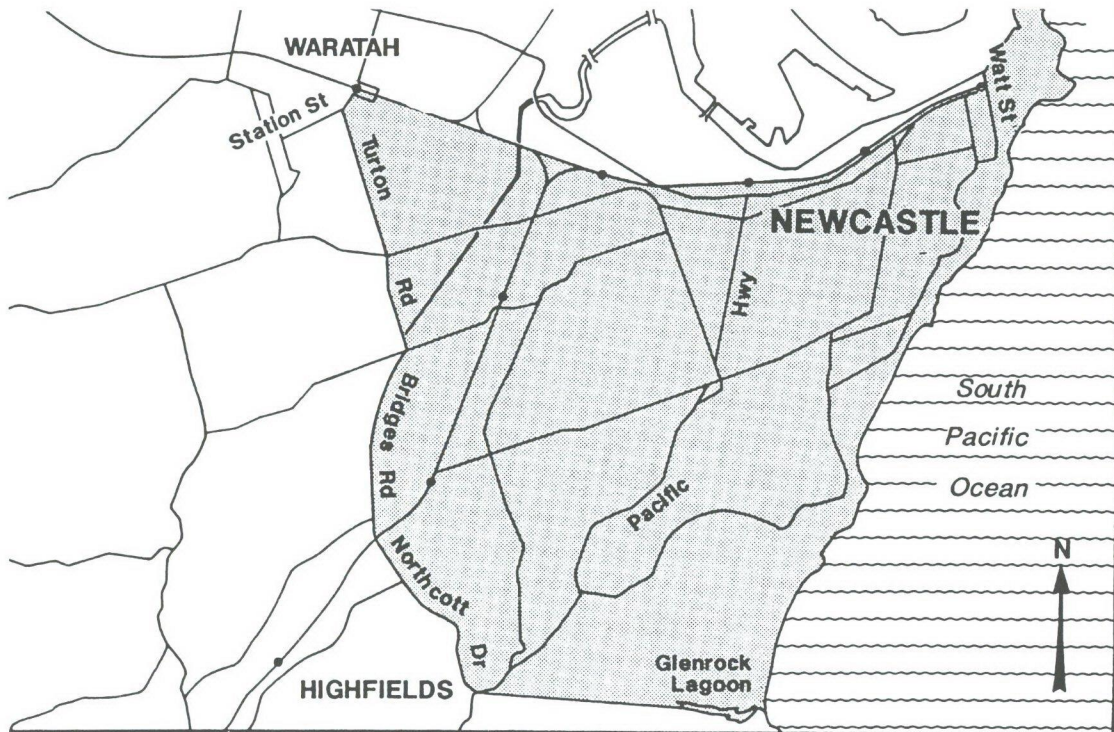 WARATAH
Station St
Watt St
Turton
Rd
NEWCASTLE
Hwy
Bridges Rd
South
Pacific
Ocean
Pacific
Northcott
Dr
N
Glenrock
Lagoon
HIGHFIELDS